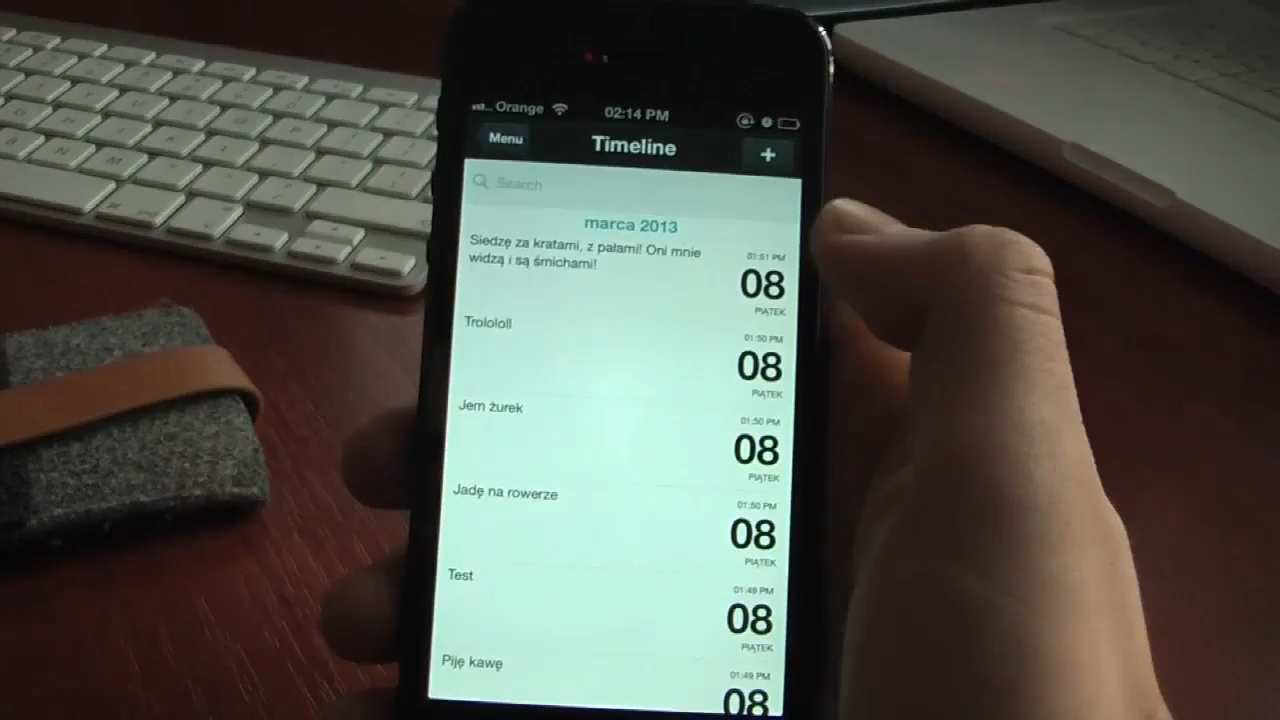 Orange
02:14 PM
Menu
Timeline
+
Search
marca 2013
Siedzę za kratami, z pałami! Oni mnie
widzą i są śmichami!
01:51 PM
08
PIĄTEK
Trolololl
01:50 PM
08
PIĄTEK
Jem żurek
01:50 PM
08
PIĄTEK
Jadę na rowerze
01:50 PM
08
PIĄTEK
Test
01:49 PM
08
PIĄTEK
Piję kawę
01:49 PM
08